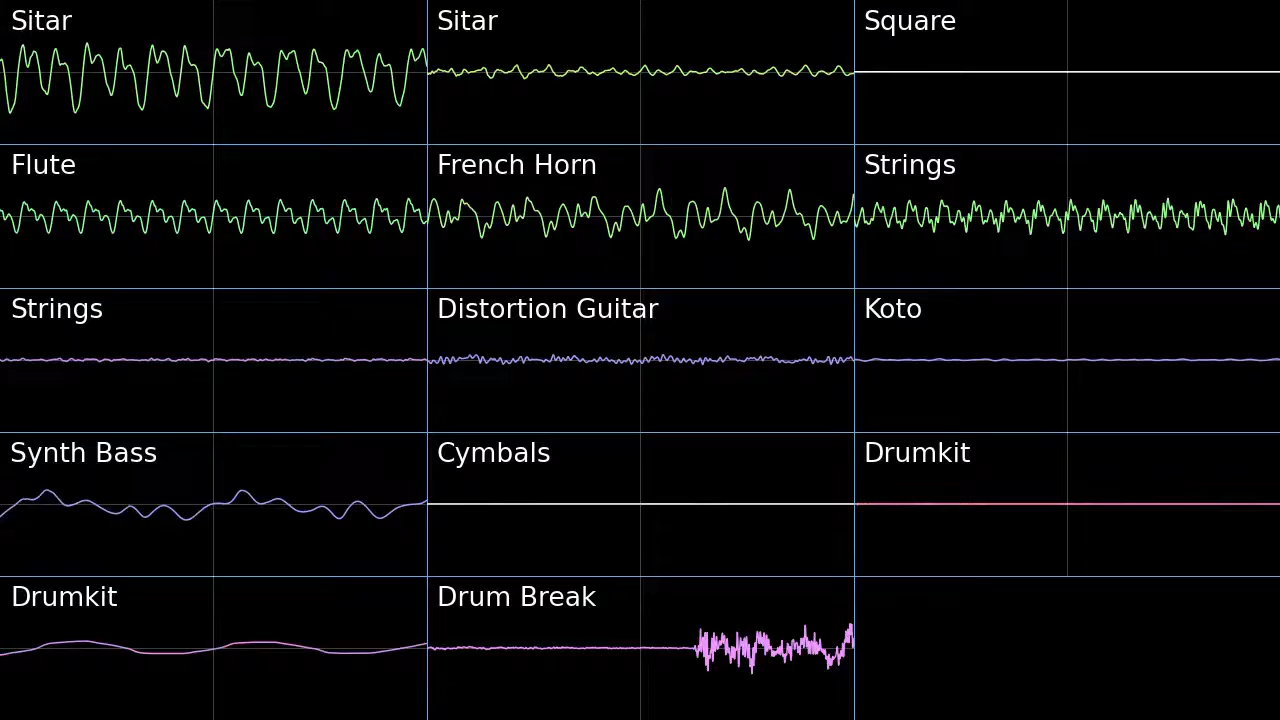 Sitar
Sitar
Square
Flute
French Horn
Strings
Strings
Distortion Guitar
Koto
Synth Bass
Cymbals
Drumkit
Drumkit
Drum Break